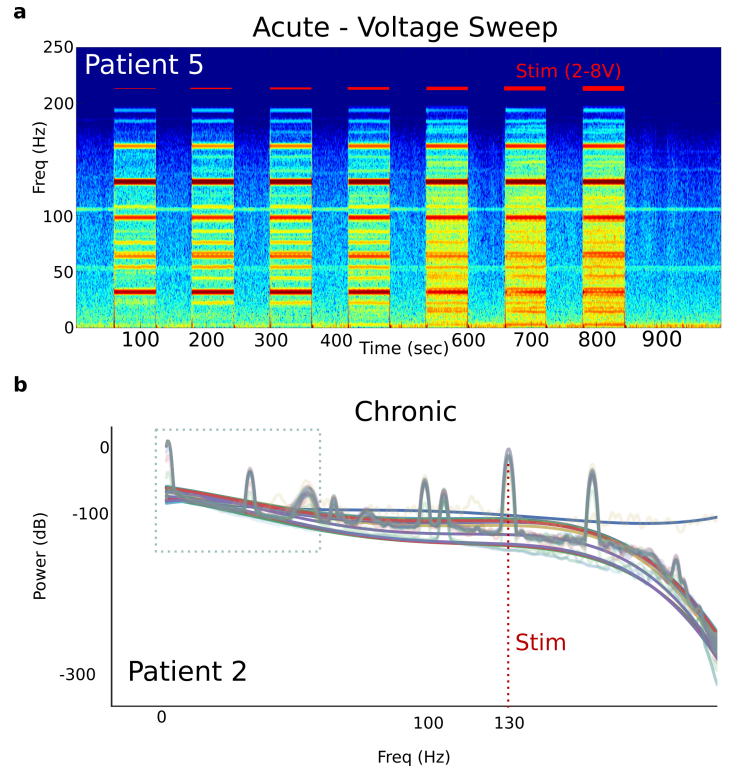 a
Acute - Voltage Sweep
250
Patient 5
Stim (2-8V)
200
150
Freq (Hz)
100
50
0
100 200 300 400 600 700 800 900
Time (sec)
b
Chronic
0
-100
Power (dB)
Stim
Patient 2
-300
0 100 130
Freq (Hz)